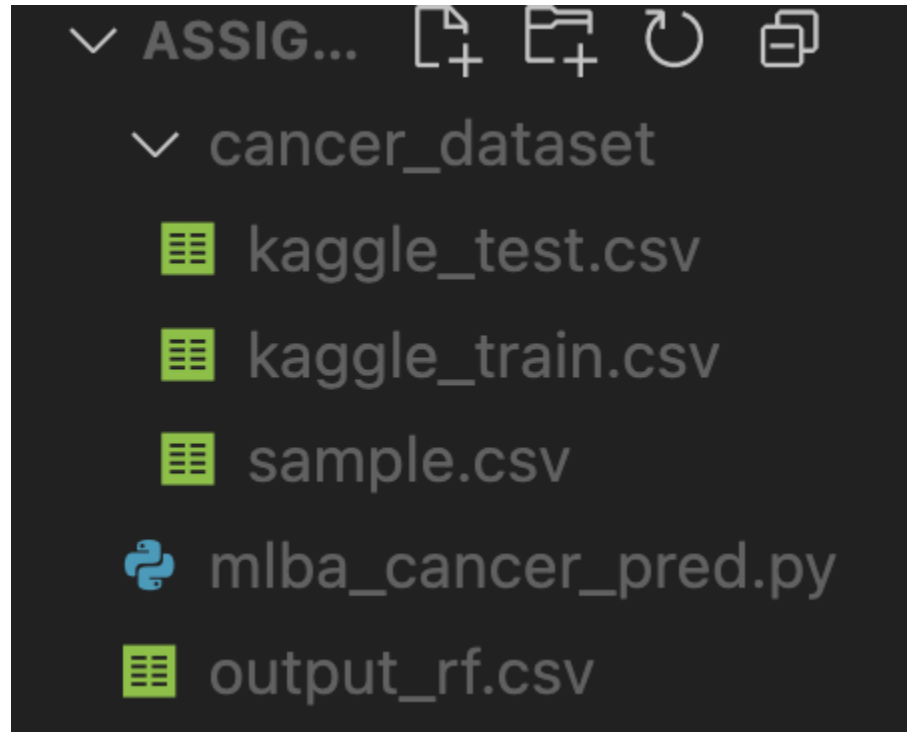 ASSIG...
cancer_dataset
kaggle_test.csv
kaggle_train.csv
sample.csv
mlba_cancer_pred.py
output_rf.csv